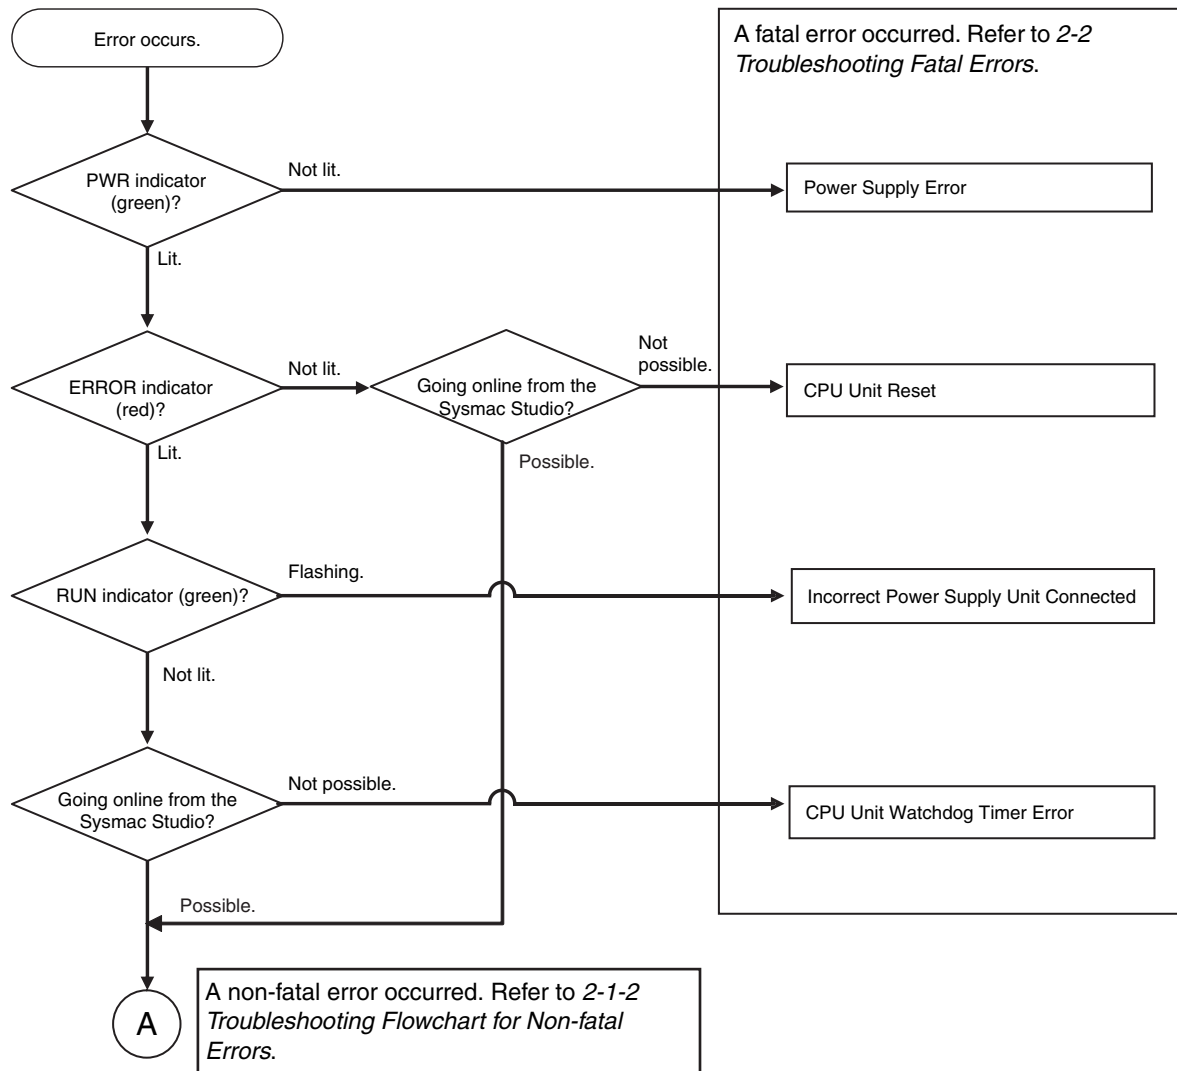 Error occurs.
A fatal error occurred. Refer to 2-2
Troubleshooting Fatal Errors.
PWR indicator
(green)?
Not lit.
Power Supply Error
Lit.
ERROR indicator
(red)?
Not lit.
Going online from the
Sysmac Studio?
Not
possible.
CPU Unit Reset
Lit.
Possible.
RUN indicator (green)?
Flashing.
Incorrect Power Supply Unit Connected
Not lit.
Going online from the
Sysmac Studio?
Not possible.
CPU Unit Watchdog Timer Error
Possible.
A
A non-fatal error occurred. Refer to 2-1-2
Troubleshooting Flowchart for Non-fatal
Errors.